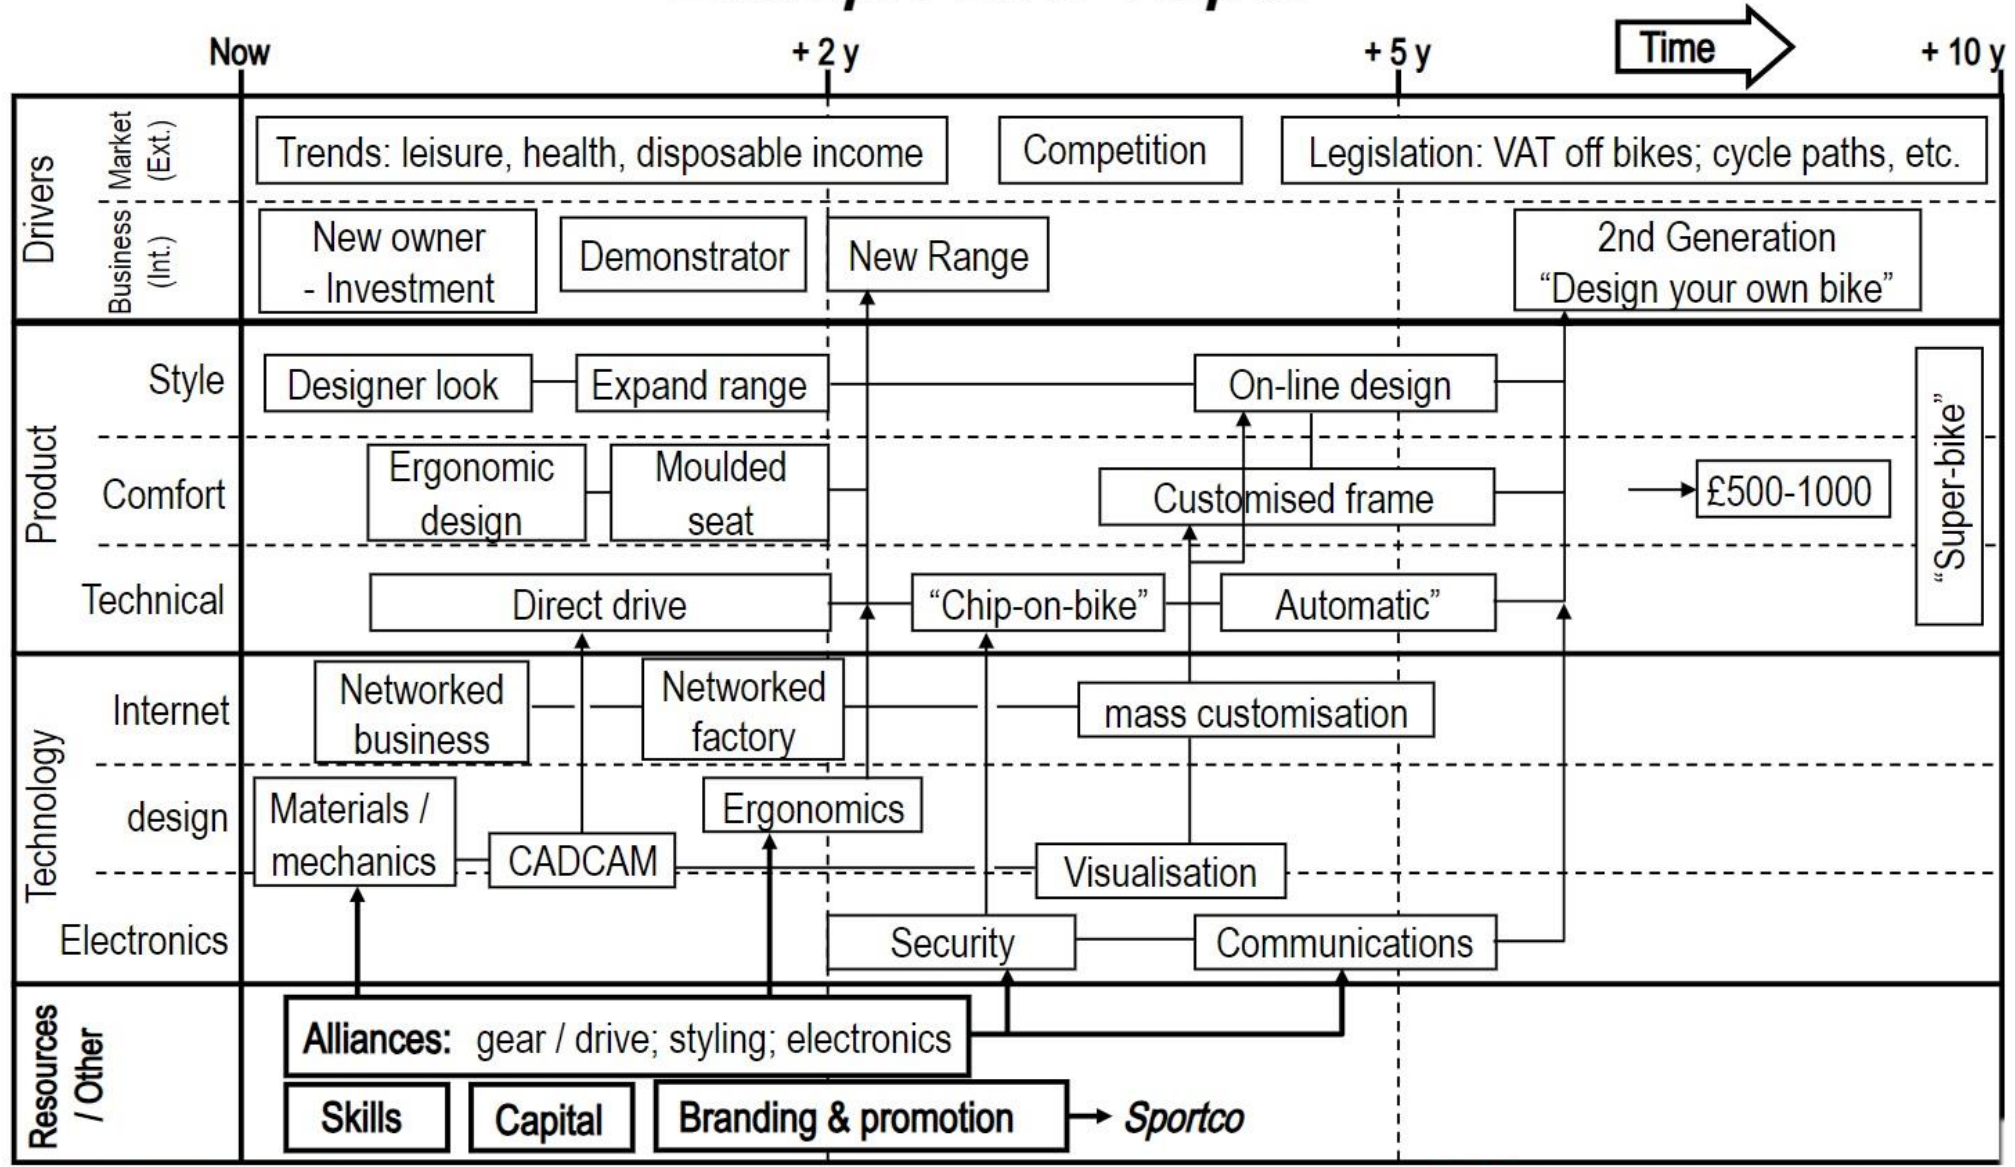 Now
+ 2 y
+ 5 y
Time
+ 10 y
Drivers
Market
(Ext.)
Trends: leisure, health, disposable income
Competition
Legislation: VAT off bikes; cycle paths, etc.
Business
(Int.)
New owner
- Investment
Demonstrator
New Range
2nd Generation
“Design your own bike”
Product
Style
Designer look
Expand range
On-line design
“Super-bike”
Comfort
Ergonomic
design
Moulded
seat
Customised frame
£500-1000
Technical
Direct drive
“Chip-on-bike”
Automatic”
Technology
Internet
Networked
business
Networked
factory
mass customisation
design
Materials /
mechanics
CADCAM
Ergonomics
Visualisation
Electronics
Security
Communications
Resources
/ Other
Alliances: gear / drive; styling; electronics
Skills
Capital
Branding & promotion
Sportco